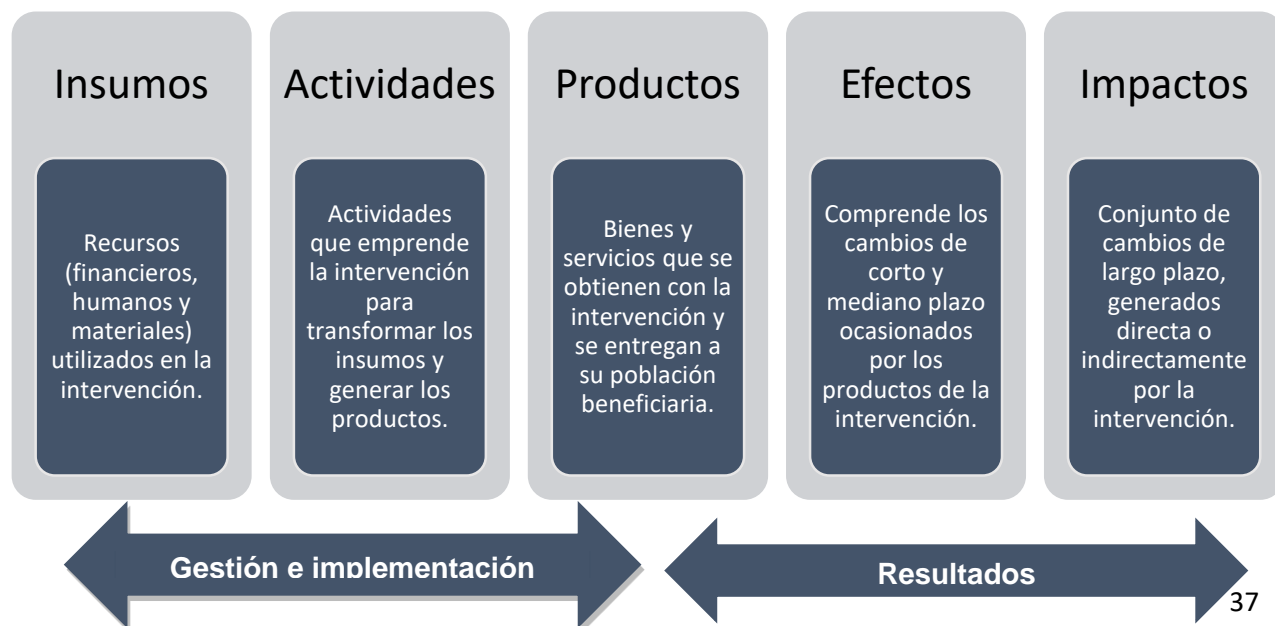 Insumos
Recursos
(financieros,
humanos y
materiales)
utilizados en la
intervención.
Actividades
Actividades
que emprende
la intervención
para
transformar los
insumos y
generar los
productos.
Productos
Bienes y
servicios que se
obtienen con la
intervención y
se entregan a
su población
beneficiaria.
Efectos
Comprende los
cambios de
corto y
mediano plazo
ocasionados
por los
productos de la
intervención.
Impactos
Conjunto de
cambios de
largo plazo,
generados
directa o
indirectamente
por la
intervención.
Gestión e implementación
Resultados
37